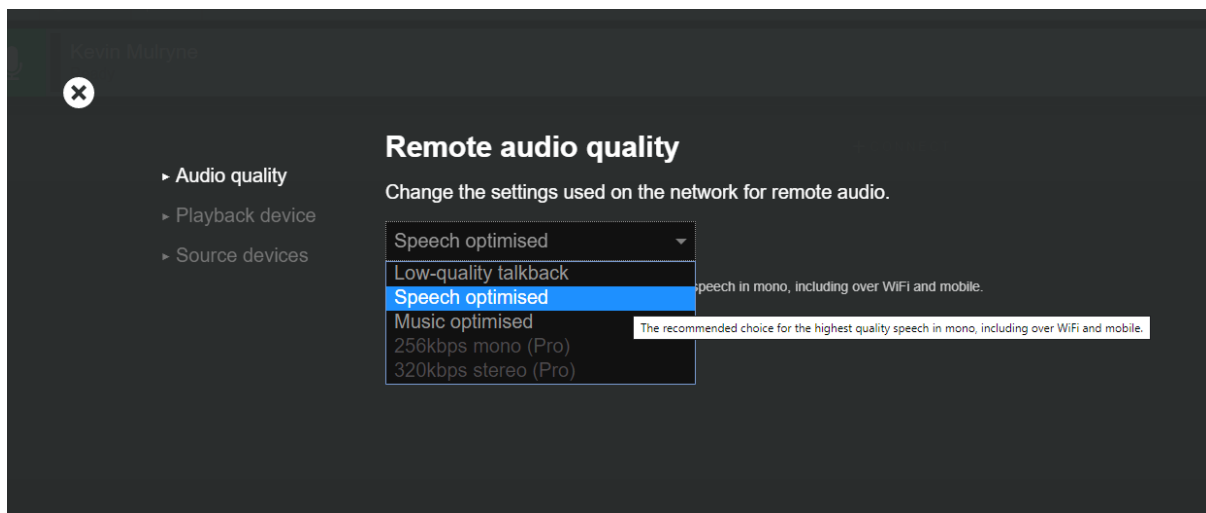 Kevin Mulryne
Remote audio quality
▸ Audio quality
Change the settings used on the network for remote audio.
▸ Playback device
Speech optimised
▸ Source devices
Low-quality talkback
speech in mono, including over WiFi and mobile.
Speech optimised
Music optimised
The recommended choice for the highest quality speech in mono, including over WiFi and mobile.
256kbps mono (Pro)
320kbps stereo (Pro)